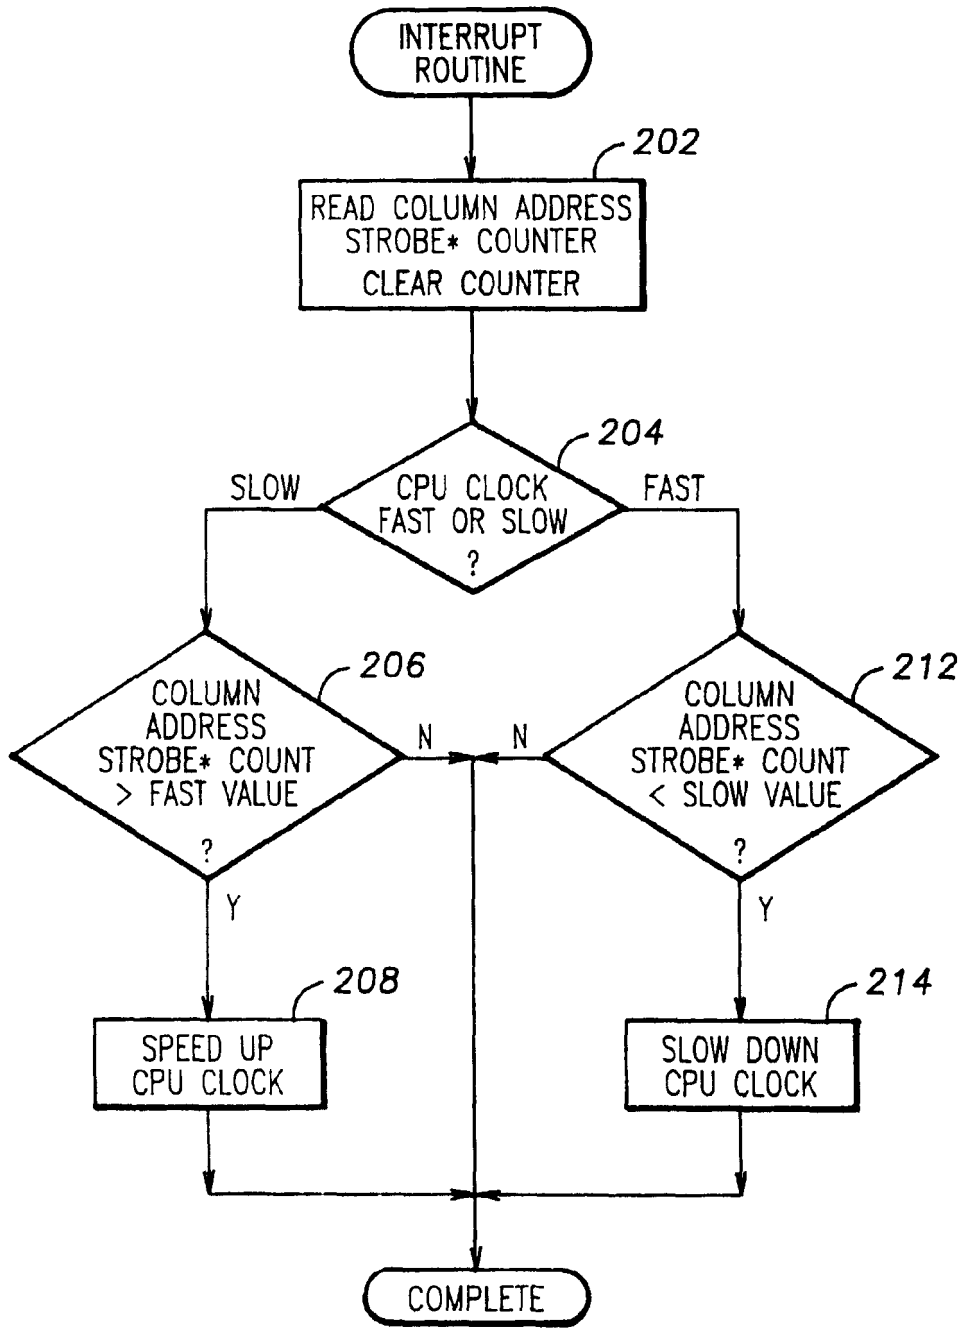 INTERRUPT
ROUTINE
202
READ COLUMN ADDRESS
STROBE* COUNTER
CLEAR COUNTER
204
SLOW
CPU CLOCK
FAST OR SLOW
?
FAST
206
COLUMN
ADDRESS
STROBE* COUNT
> FAST VALUE
?
N
N
212
COLUMN
ADDRESS
STROBE* COUNT
< SLOW VALUE
?
Y
Y
208
SPEED UP
CPU CLOCK
214
SLOW DOWN
CPU CLOCK
COMPLETE